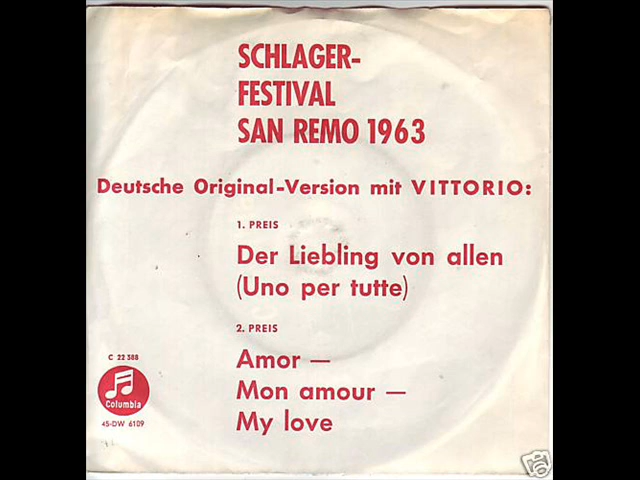 SCHLAGER-
FESTIVAL
SAN REMO 1963
Deutsche Original-Version mit VITTORIO:
1. PREIS
Der Liebling von allen
(Uno per tutte)
2. PREIS
Amor —
Mon amour —
My love
C 22 388
Columbia
45-DW 6109